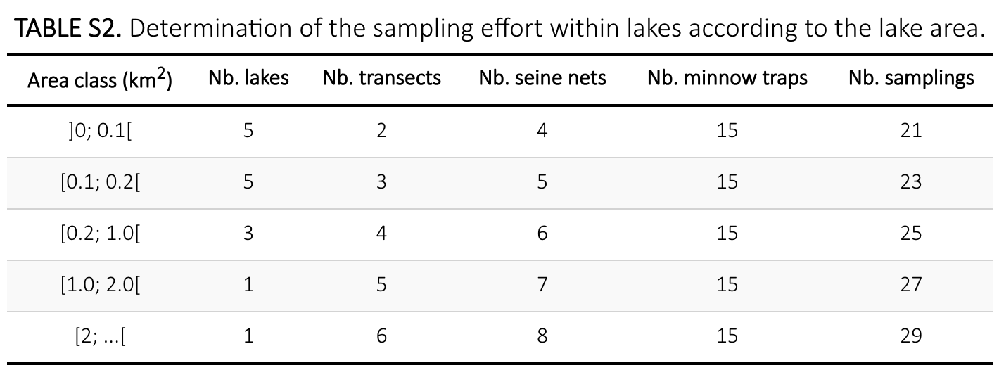 TABLE S2. Determination of the sampling effort within lakes according to the lake area.
Area class (km²) Nb. lakes Nb. transects Nb. seine nets Nb. minnow traps Nb. samplings
]0; 0.1[ 5 2 4 15 21
[0.1; 0.2[ 5 3 5 15 23
[0.2; 1.0[ 3 4 6 15 25
[1.0; 2.0[ 1 5 7 15 27
[2; ...[ 1 6 8 15 29